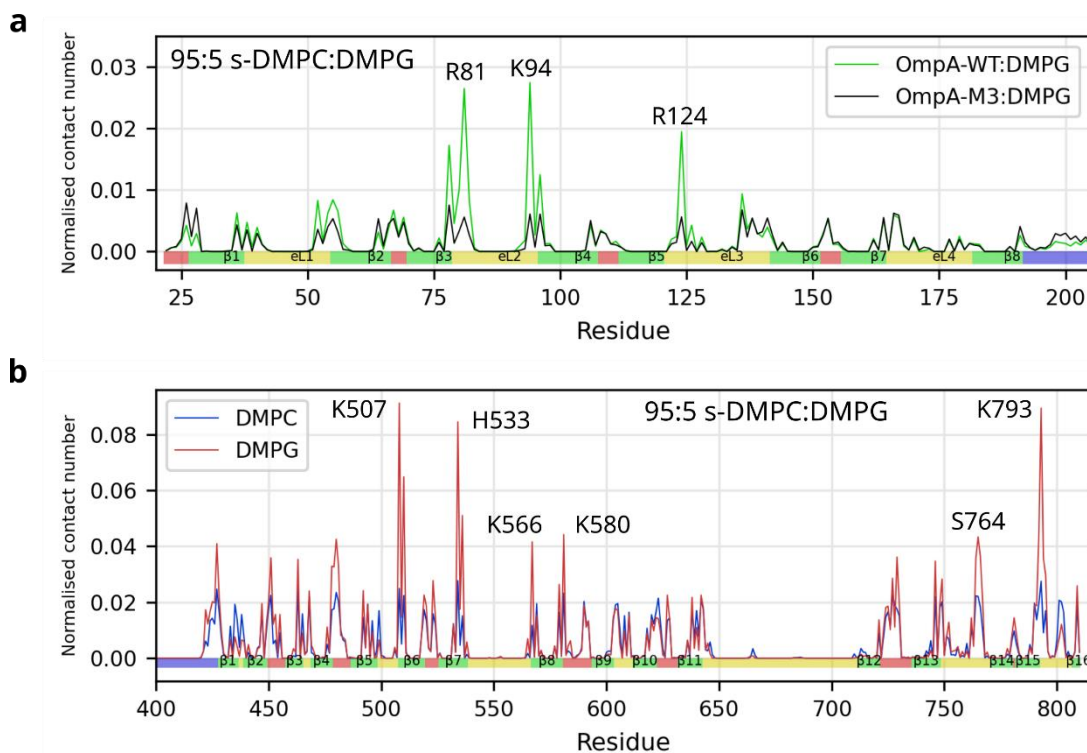 a
95:5 s-DMPC:DMPG
R81
K94
R124
OmpA-WT:DMPG
OmpA-M3:DMPG
Normalised contact number
0.03
0.02
0.01
0.00
β1 eL1 β2 β3 eL2 β4 β5 eL3 β6 β7 eL4 β8
25 50 75 100 125 150 175 200
Residue
b
DMPC
DMPG
K507
H533
95:5 s-DMPC:DMPG
K793
K566
K580
S764
Normalised contact number
0.08
0.06
0.04
0.02
0.00
β1 β2 β3 β4 β5 β6 β7 β8 β9 β10 β11 β12 β13 β14 β15 β16
400 450 500 550 600 650 700 750 800
Residue